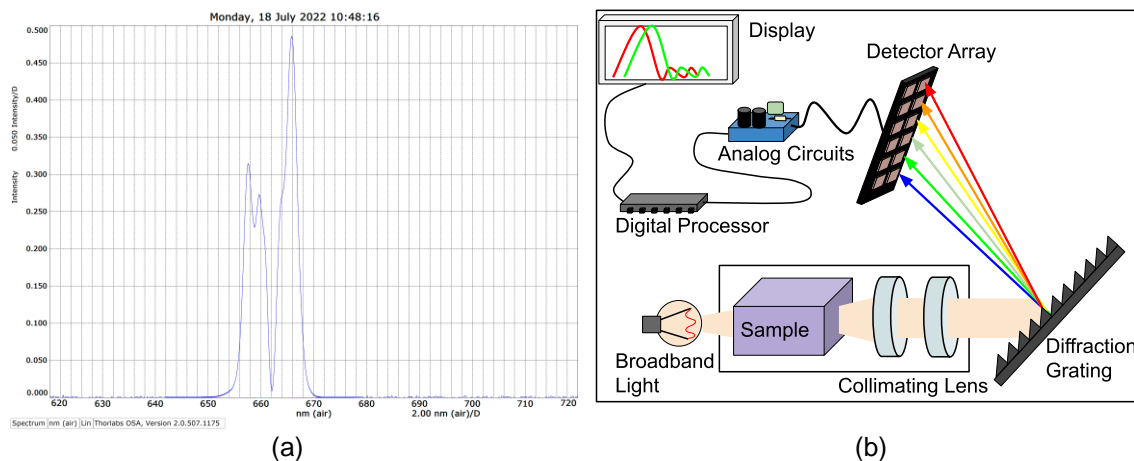 Monday, 18 July 2022 10:48:16
0.500
0.450
0.400
0.050 Intensity/D
0.350
0.300
Intensity
0.250
0.200
0.150
0.100
0.050
0.000
620 630 640 650 660 670 680 690 700 710 720
nm (air)
2.00 nm (air)/D
Spectrum nm (air) Lin Thorlabs OSA, Version 2.0.507.1175
(a)
Display
Detector Array
Analog Circuits
Digital Processor
Sample
Broadband
Light
Collimating Lens
Diffraction
Grating
(b)